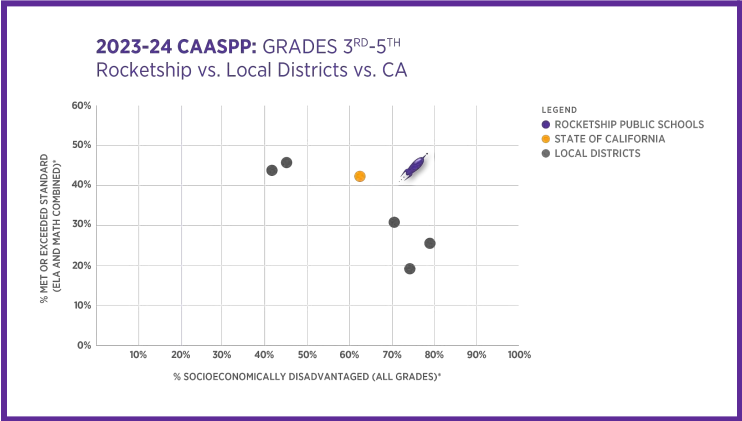 2023-24 CAASPP: GRADES 3RD-5TH
Rocketship vs. Local Districts vs. CA
60%
50%
40%
30%
20%
10%
0%
% MET OR EXCEEDED STANDARD
(ELA AND MATH COMBINED)*
10% 20% 30% 40% 50% 60% 70% 80% 90% 100%
% SOCIOECONOMICALLY DISADVANTAGED (ALL GRADES)*
LEGEND
ROCKETSHIP PUBLIC SCHOOLS
STATE OF CALIFORNIA
LOCAL DISTRICTS